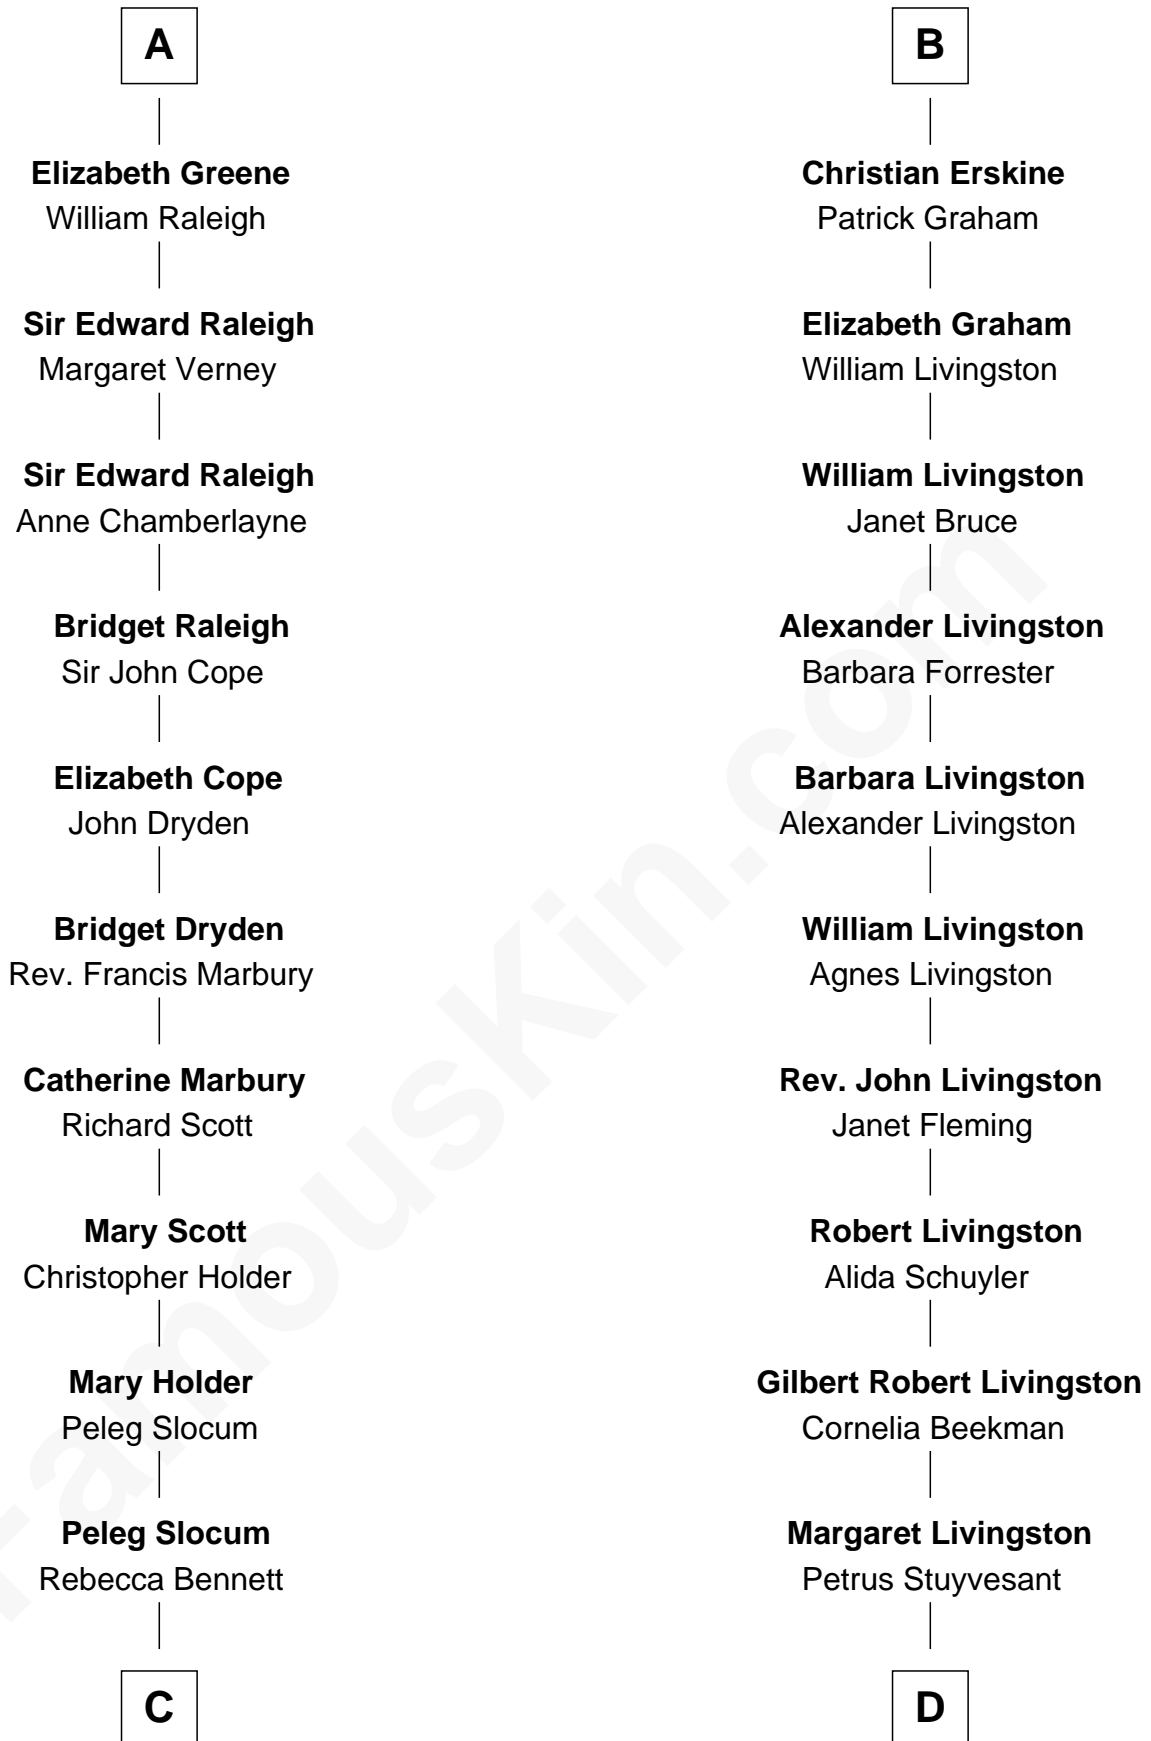 A
Elizabeth Greene
William Raleigh
Sir Edward Raleigh
Margaret Verney
Sir Edward Raleigh
Anne Chamberlayne
Bridget Raleigh
Sir John Cope
Elizabeth Cope
John Dryden
Bridget Dryden
Rev. Francis Marbury
Catherine Marbury
Richard Scott
Mary Scott
Christopher Holder
Mary Holder
Peleg Slocum
Peleg Slocum
Rebecca Bennett
C
B
Christian Erskine
Patrick Graham
Elizabeth Graham
William Livingston
William Livingston
Janet Bruce
Alexander Livingston
Barbara Forrester
Barbara Livingston
Alexander Livingston
William Livingston
Agnes Livingston
Rev. John Livingston
Janet Fleming
Robert Livingston
Alida Schuyler
Gilbert Robert Livingston
Cornelia Beekman
Margaret Livingston
Petrus Stuyvesant
D
FamousKin.com